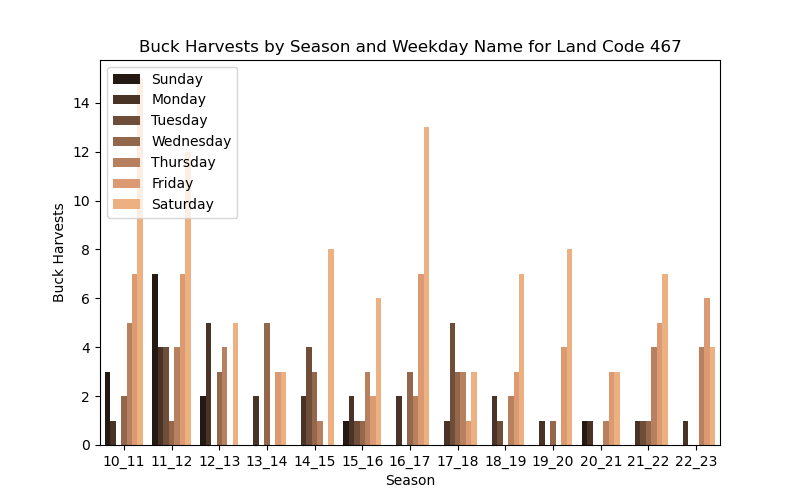 Buck Harvests by Season and Weekday Name for Land Code 467
Sunday
Monday
Tuesday
Wednesday
Thursday
Friday
Saturday
14
12
10
8
6
4
2
0
Buck Harvests
10_11 11_12 12_13 13_14 14_15 15_16 16_17 17_18 18_19 19_20 20_21 21_22 22_23
Season